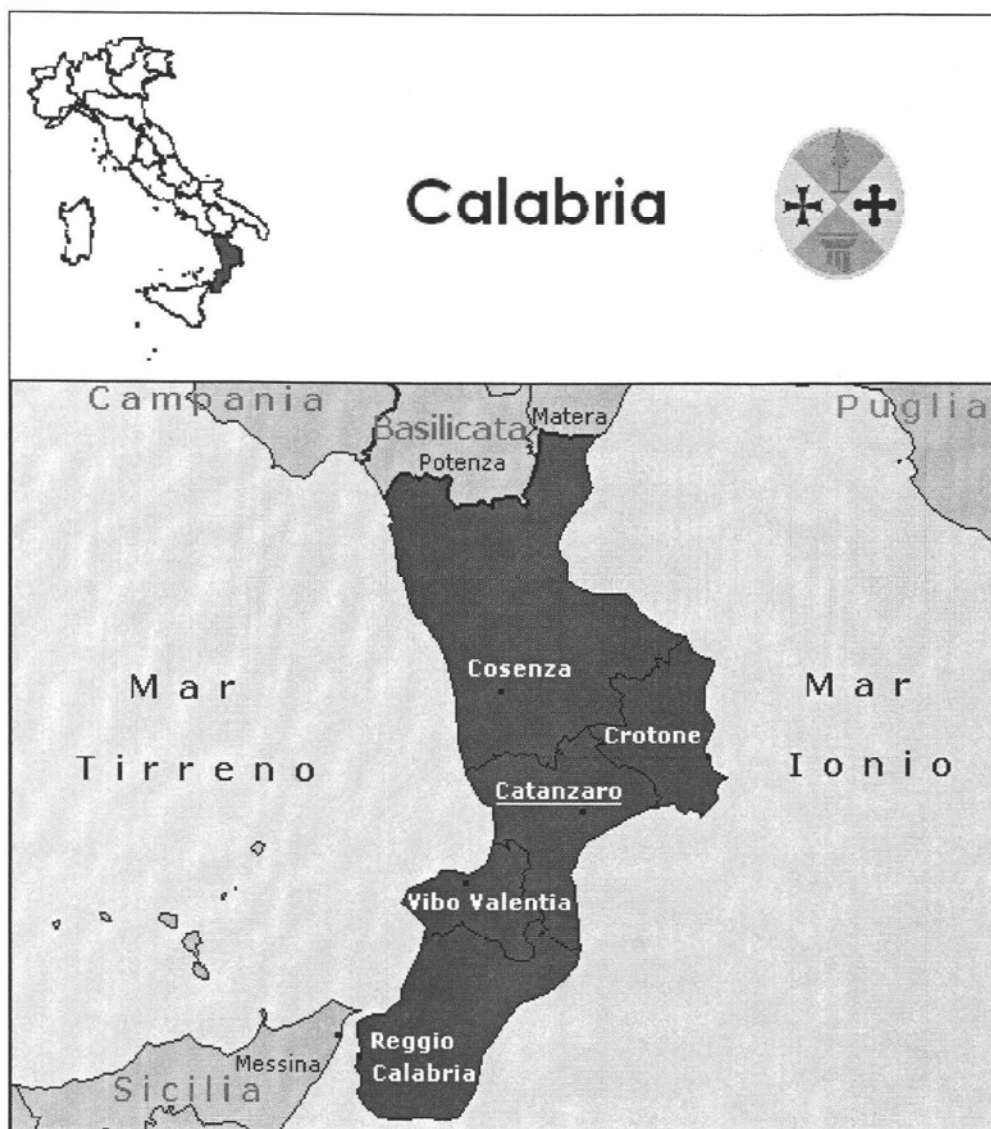 Calabria
Campania
Basilicata
Matera
Puglia
Potenza
Cosenza
Mar
Mar
Crotone
Tirreno
Ionio
Catanzaro
Vibo Valentia
Reggio
Calabria
Messina
Sicilia